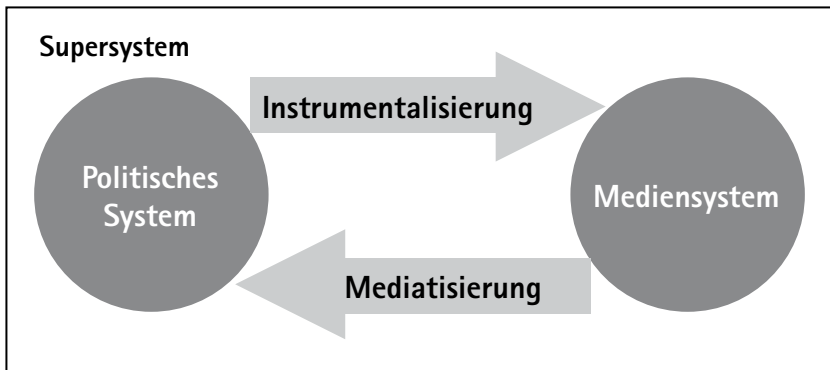 Supersystem
Instrumentalisierung
Politisches
System
Mediensystem
Mediatisierung